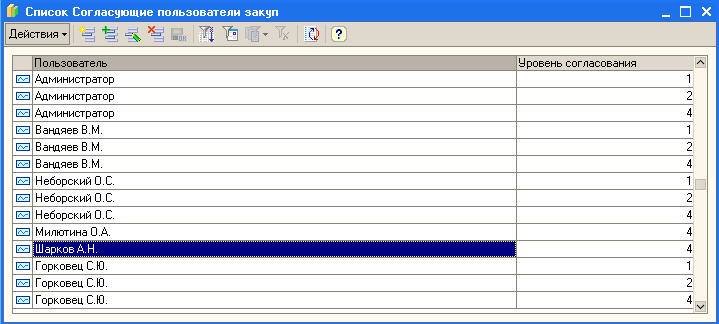 Список Согласующие пользователи закуп
Действия
Пользователь Уровень согласования
Администратор 1
Администратор 2
Администратор 4
Вандяев В.М. 1
Вандяев В.М. 2
Вандяев В.М. 4
Неборский О.С. 1
Неборский О.С. 2
Неборский О.С. 4
Милютина О.А. 4
Шарков А.Н. 4
Горковец С.Ю. 1
Горковец С.Ю. 2
Горковец С.Ю. 4